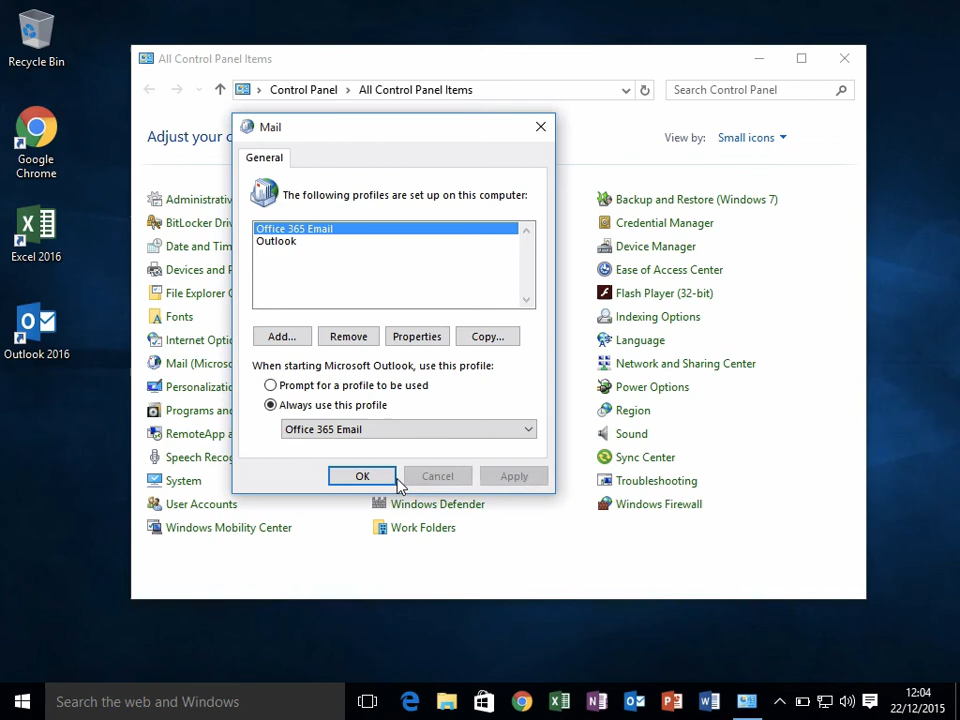 Recycle Bin
Google
Chrome
Excel 2016
Outlook 2016
All Control Panel Items
Control Panel > All Control Panel Items
Search Control Panel
Adjust your c
View by: Small icons
Mail
General
The following profiles are set up on this computer:
Office 365 Email
Outlook
Add...
Remove
Properties
Copy...
When starting Microsoft Outlook, use this profile:
Prompt for a profile to be used
Always use this profile
Office 365 Email
OK
Cancel
Apply
Administrativ
BitLocker Driv
Date and Tim
Devices and P
File Explorer O
Fonts
Internet Optio
Mail (Microso
Personalizatio
Programs and
RemoteApp a
Speech Recog
System
User Accounts
Windows Mobility Center
Windows Defender
Work Folders
Backup and Restore (Windows 7)
Credential Manager
Device Manager
Ease of Access Center
Flash Player (32-bit)
Indexing Options
Language
Network and Sharing Center
Power Options
Region
Sound
Sync Center
Troubleshooting
Windows Firewall
Search the web and Windows
12:04
22/12/2015